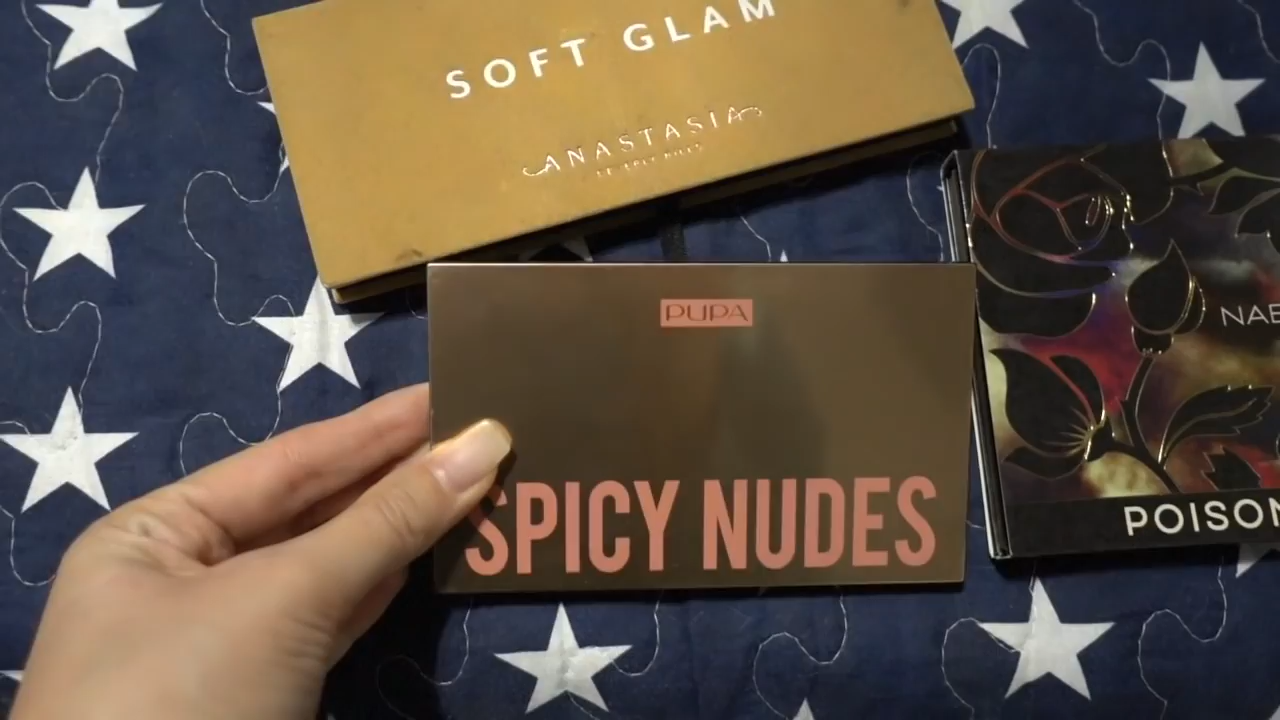 SOFT GLAM
ANASTASIA
PUPA
SPICY NUDES
NAB
POISON